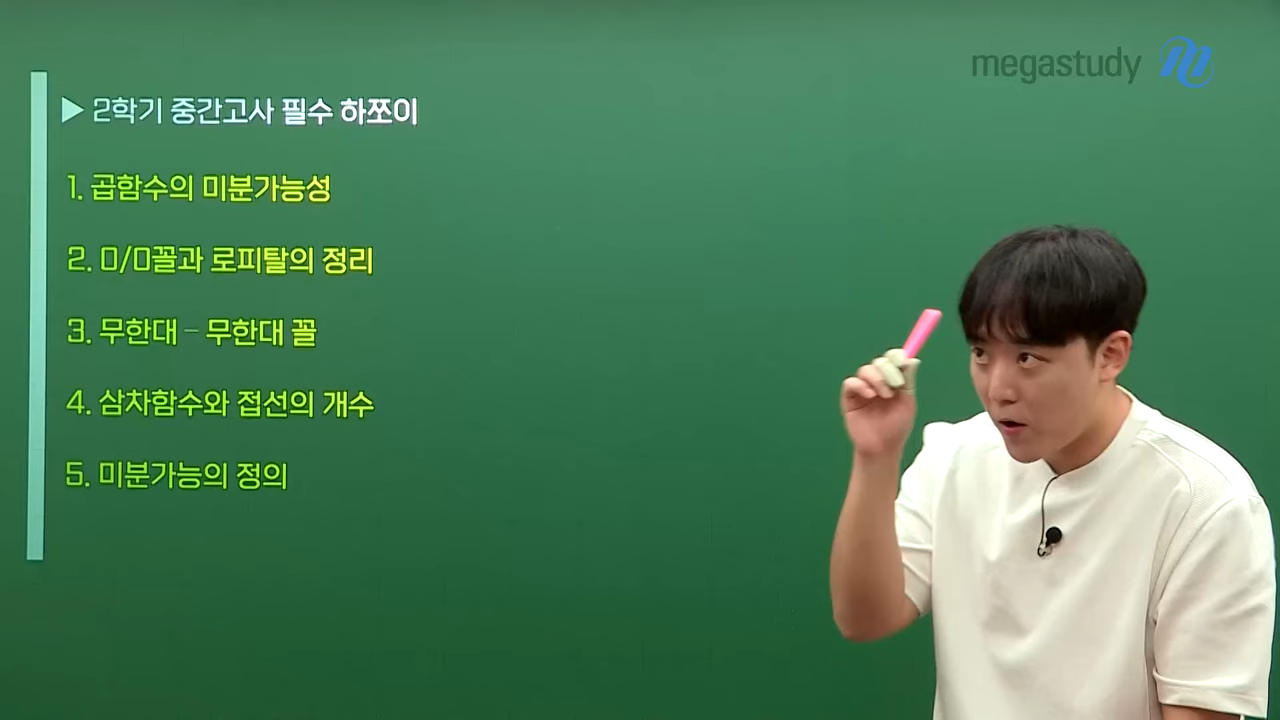 megastudy
▶ 2학기 중간고사 필수 하쪼이
1. 곱함수의 미분가능성
2. 0/0꼴과 로피탈의 정리
3. 무한대 - 무한대 꼴
4. 삼차함수와 접선의 개수
5. 미분가능의 정의